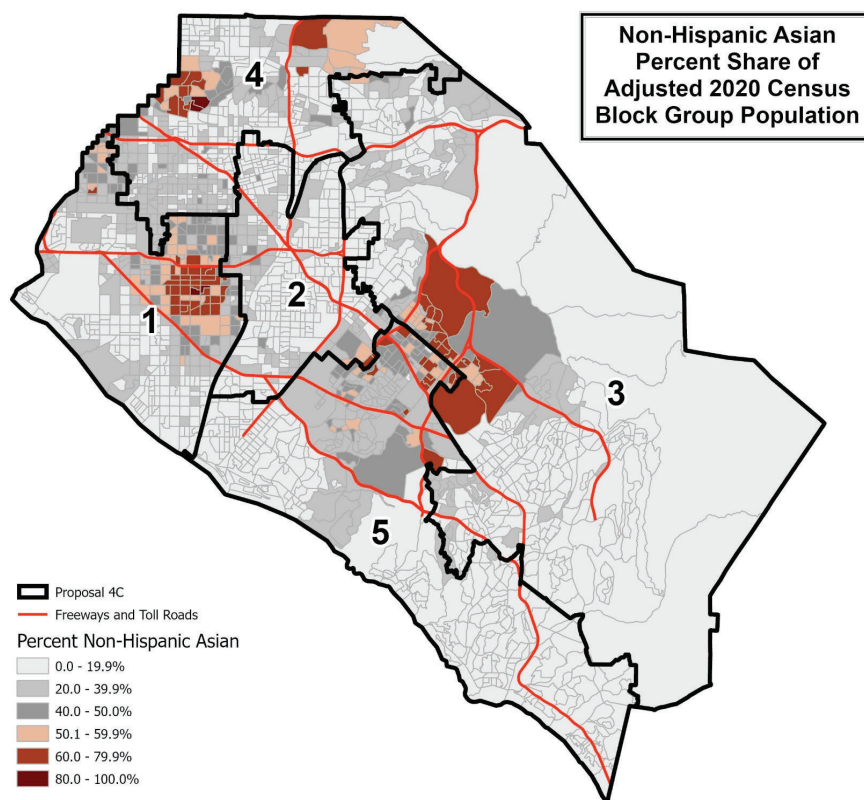 Non-Hispanic Asian
Percent Share of
Adjusted 2020 Census
Block Group Population
4
2
1
3
5
Proposal 4C
Freeways and Toll Roads
Percent Non-Hispanic Asian
0.0 - 19.9%
20.0 - 39.9%
40.0 - 50.0%
50.1 - 59.9%
60.0 - 79.9%
80.0 - 100.0%